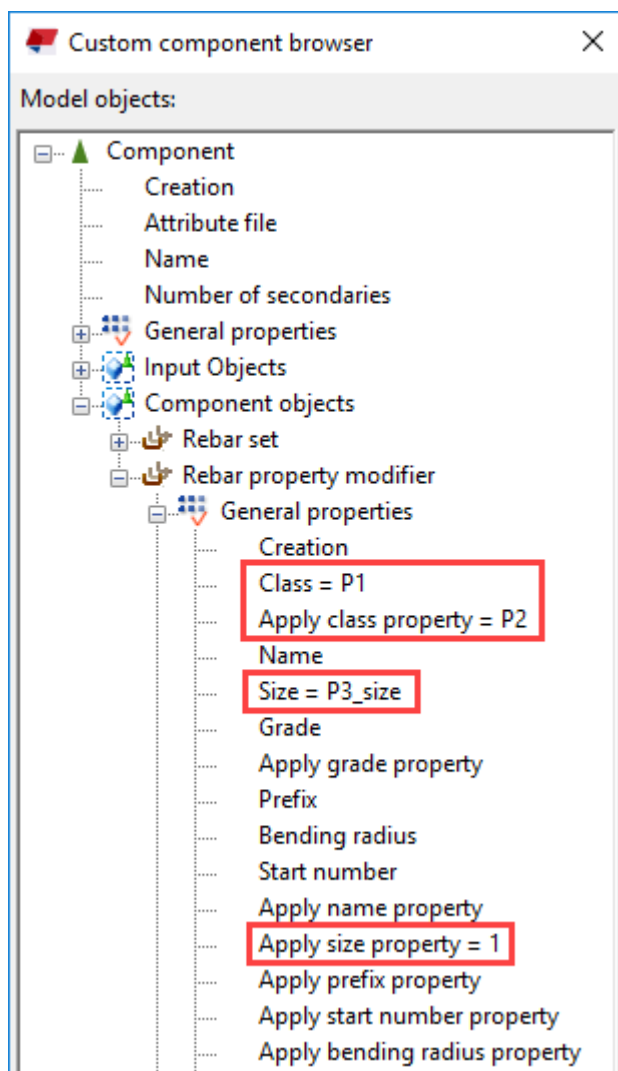 Custom component browser
Model objects:
Component
Creation
Attribute file
Name
Number of secondaries
General properties
Input Objects
Component objects
Rebar set
Rebar property modifier
General properties
Creation
Class = P1
Apply class property = P2
Name
Size = P3_size
Grade
Apply grade property
Prefix
Bending radius
Start number
Apply name property
Apply size property = 1
Apply prefix property
Apply start number property
Apply bending radius property